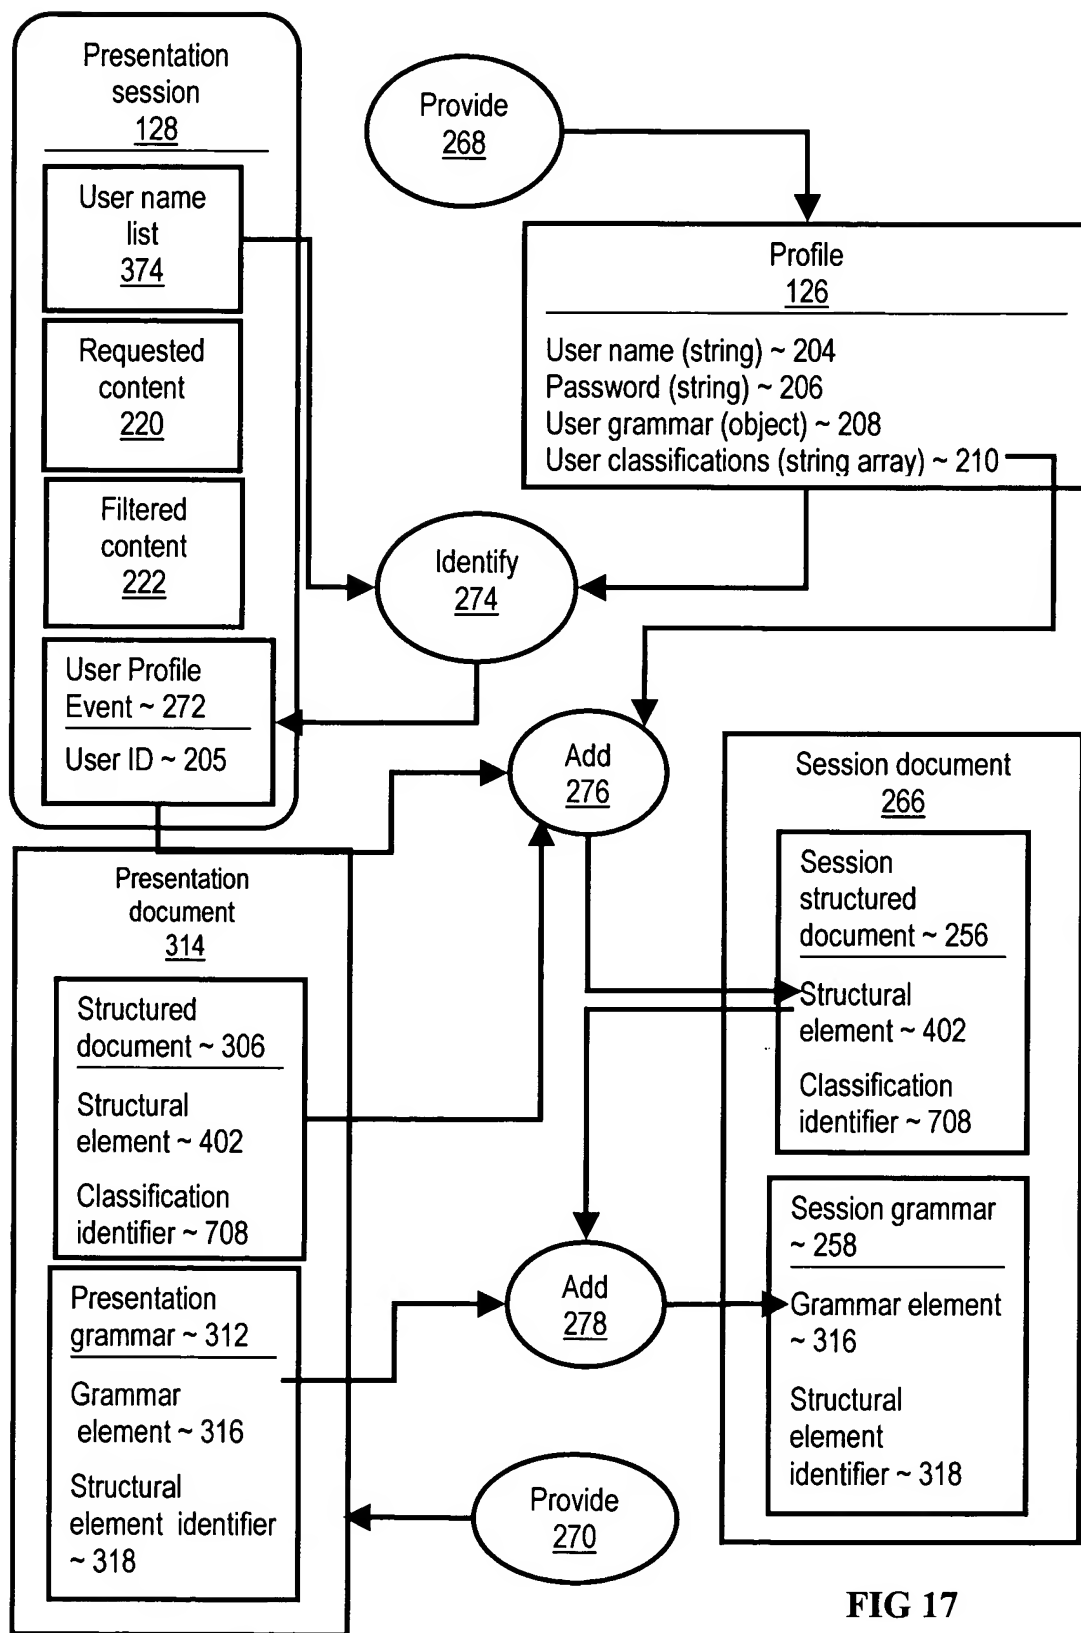 Presentation
session
128
User name
list
374
Requested
content
220
Filtered
content
222
User Profile
Event ~ 272
User ID ~ 205
Provide
268
Profile
126
User name (string) ~ 204
Password (string) ~ 206
User grammar (object) ~ 208
User classifications (string array) ~ 210
Identify
274
Add
276
Presentation
document
314
Structured
document ~ 306
Structural
element ~ 402
Classification
identifier ~ 708
Presentation
grammar ~ 312
Grammar
element ~ 316
Structural
element identifier
~ 318
Session document
266
Session
structured
document ~ 256
Structural
element ~ 402
Classification
identifier ~ 708
Session grammar
~ 258
Grammar element
~ 316
Structural
element
identifier ~ 318
Add
278
Provide
270
FIG 17